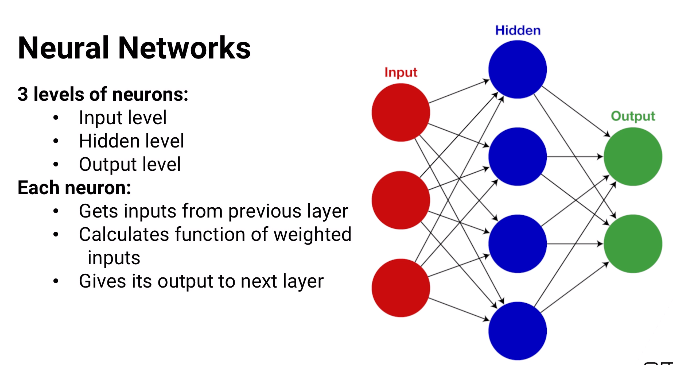 Neural Networks
3 levels of neurons:
• Input level
• Hidden level
• Output level
Each neuron:
• Gets inputs from previous layer
• Calculates function of weighted
inputs
• Gives its output to next layer
Input
Hidden
Output